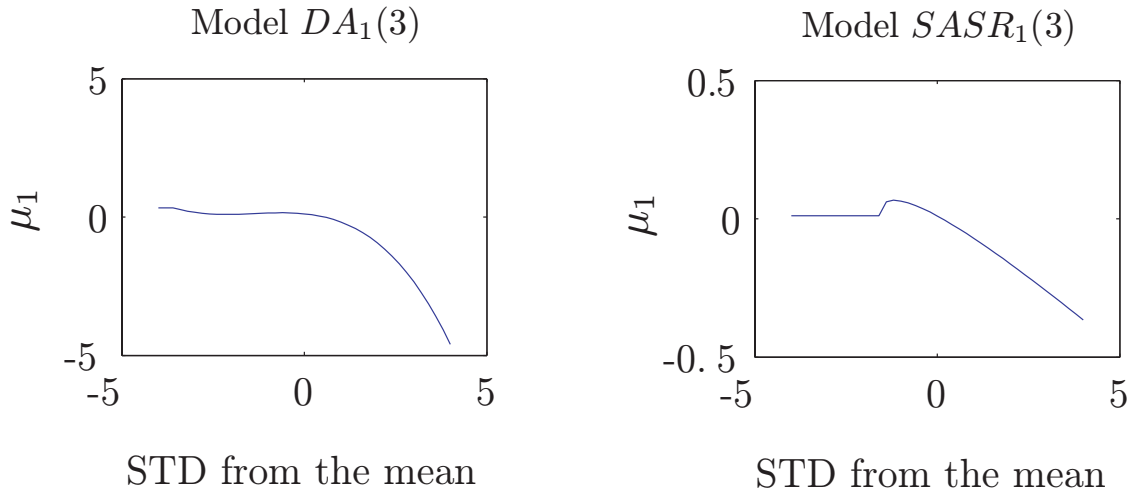 Model DA₁(3)
5
0
-5
-5
0
5
μ₁
STD from the mean
Model SASR₁(3)
0.5
0
-0. 5
-5
0
5
μ₁
STD from the mean